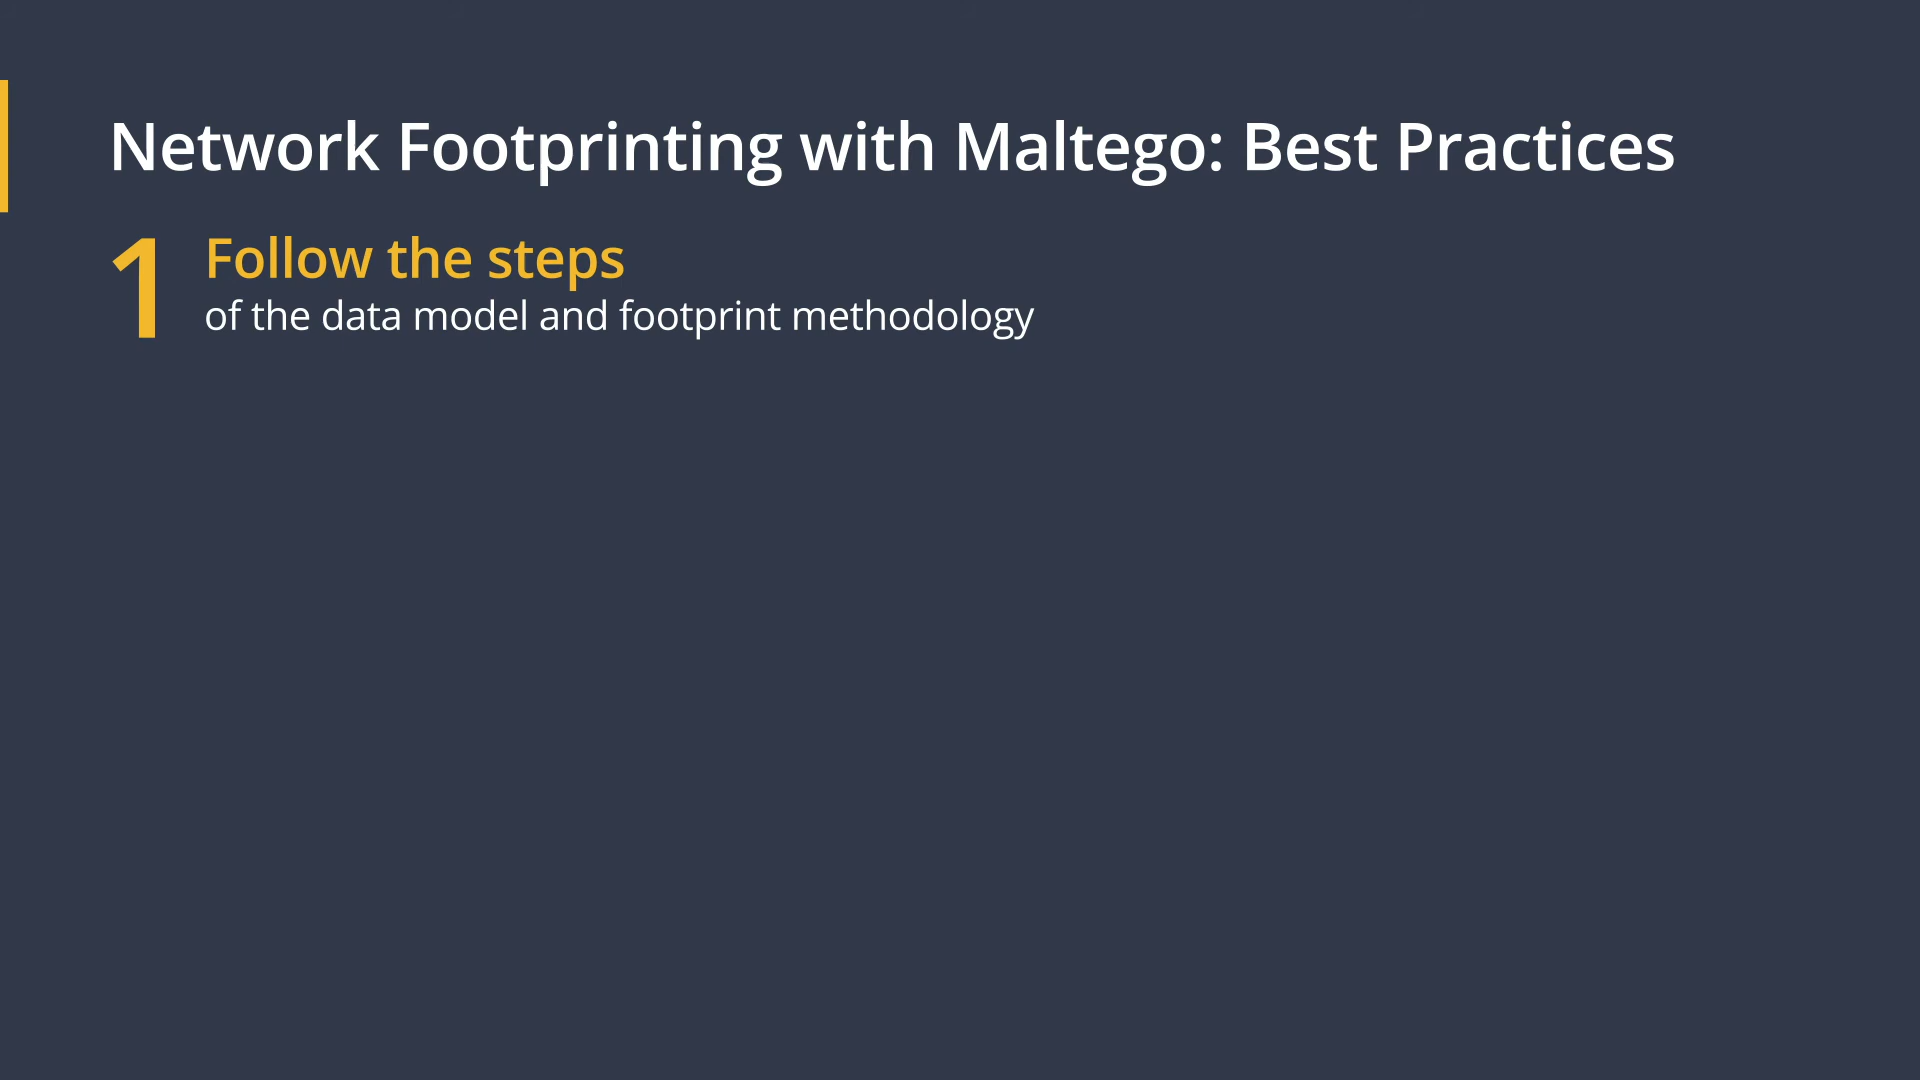 Network Footprinting with Maltego: Best Practices
1 Follow the steps
of the data model and footprint methodology